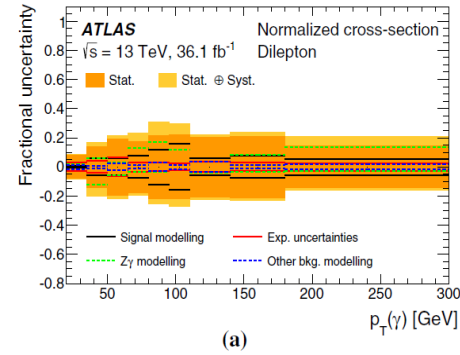 ATLAS Normalized cross-section
√s = 13 TeV, 36.1 fb⁻¹ Dilepton
Stat. Stat. ⊕ Syst.
Fractional uncertainty
1
0.8
0.6
0.4
0.2
0
-0.2
-0.4
-0.6
-0.8
Signal modelling Exp. uncertainties
Zγ modelling Other bkg. modelling
50 100 150 200 250 300
p_T(γ) [GeV]
(a)